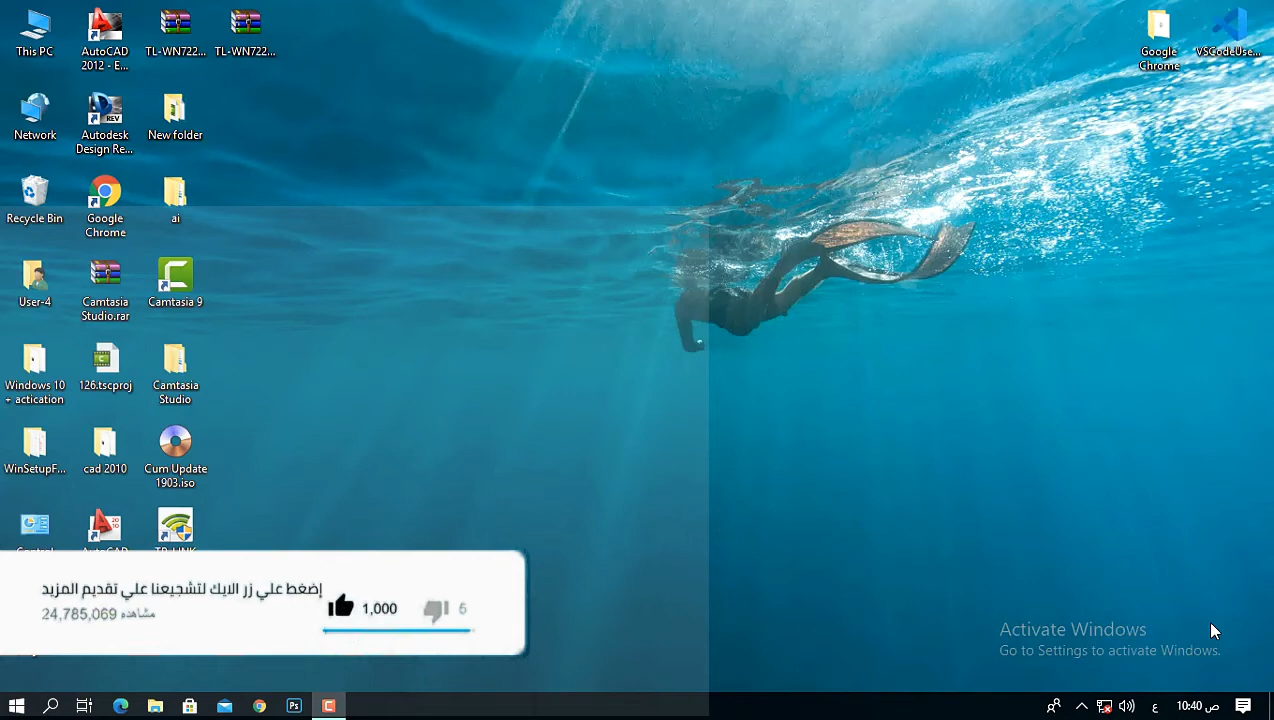 This PC
AutoCAD
2012 - E...
TL-WN722...
TL-WN722...
Google
Chrome
VSCodeUse...
Network
Autodesk
Design Re...
New folder
Recycle Bin
Google
Chrome
ai
User-4
Camtasia
Studio.rar
Camtasia 9
Windows 10
+ actication
126.tscproj
Camtasia
Studio
WinSetupF...
cad 2010
Cum Update
1903.iso
إضغط علي زر الايك لتشجيعنا علي تقديم المزيد
24,785,069 مشاهده
1,000
6
Activate Windows
Go to Settings to activate Windows.
ع
10:40 ص